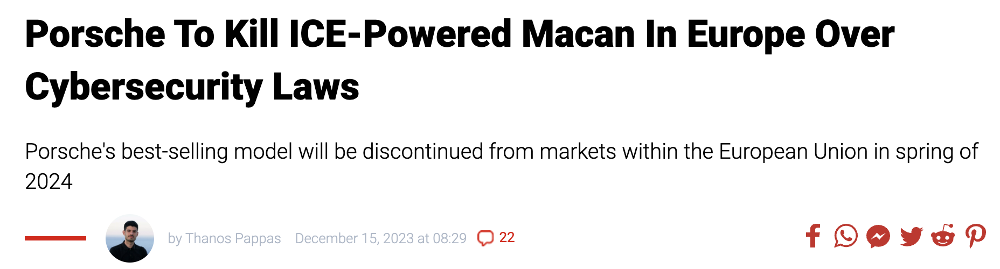 Porsche To Kill ICE-Powered Macan In Europe Over
Cybersecurity Laws
Porsche's best-selling model will be discontinued from markets within the European Union in spring of
2024
by Thanos Pappas December 15, 2023 at 08:29 22